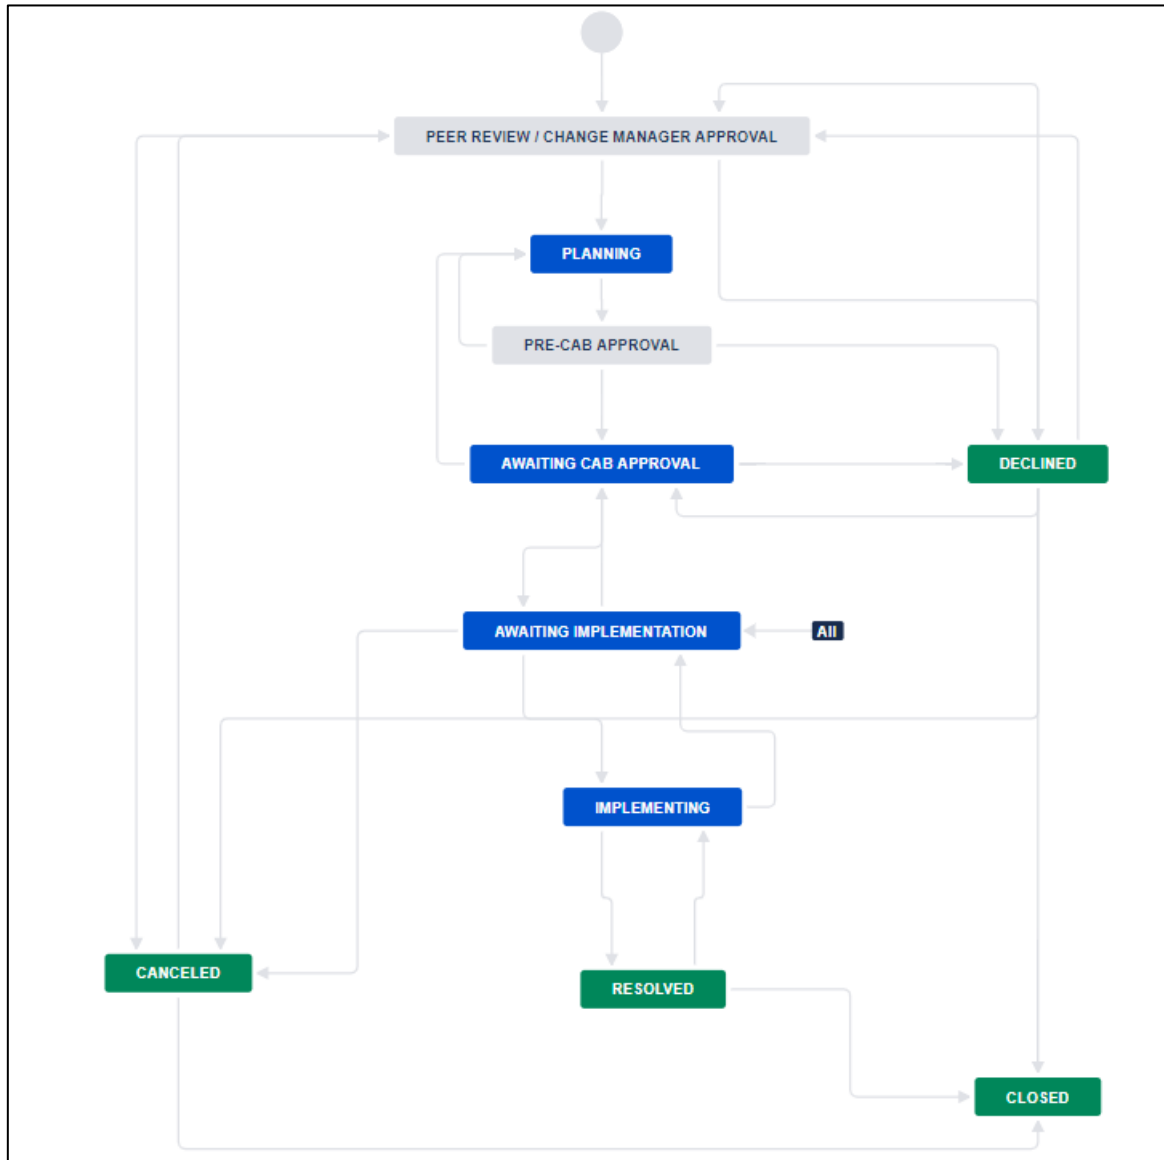 PEER REVIEW / CHANGE MANAGER APPROVAL
PLANNING
PRE-CAB APPROVAL
AWAITING CAB APPROVAL
DECLINED
AWAITING IMPLEMENTATION
All
IMPLEMENTING
CANCELED
RESOLVED
CLOSED